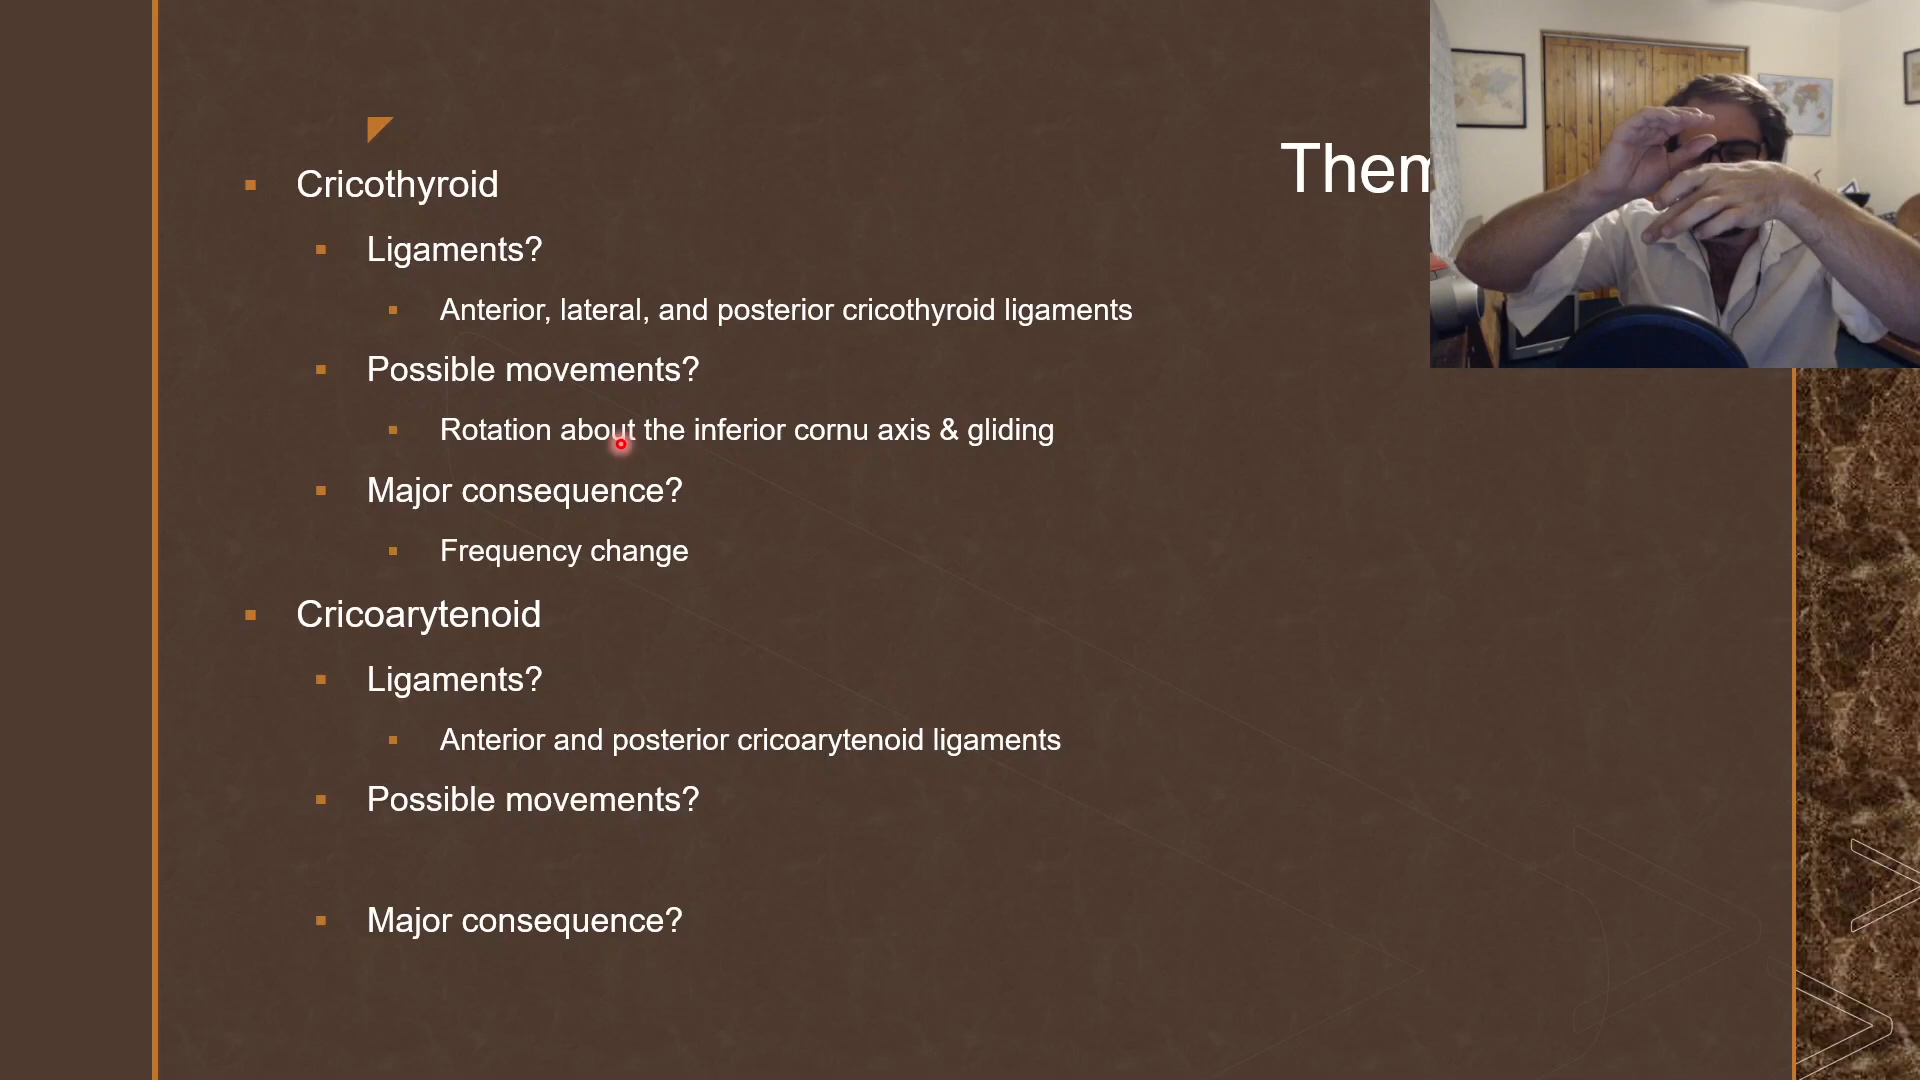 Cricothyroid
Ligaments?
Anterior, lateral, and posterior cricothyroid ligaments
Possible movements?
Rotation about the inferior cornu axis & gliding
Major consequence?
Frequency change
Cricoarytenoid
Ligaments?
Anterior and posterior cricoarytenoid ligaments
Possible movements?
Major consequence?